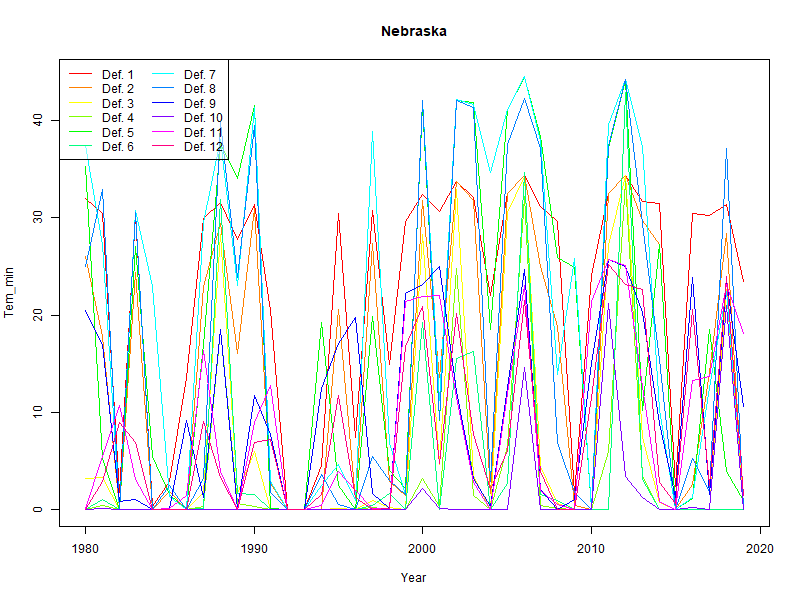 Nebraska
Def. 1 Def. 7
Def. 2 Def. 8
Def. 3 Def. 9
Def. 4 Def. 10
Def. 5 Def. 11
Def. 6 Def. 12
Tem_min
40
30
20
10
0
1980 1990 2000 2010 2020
Year